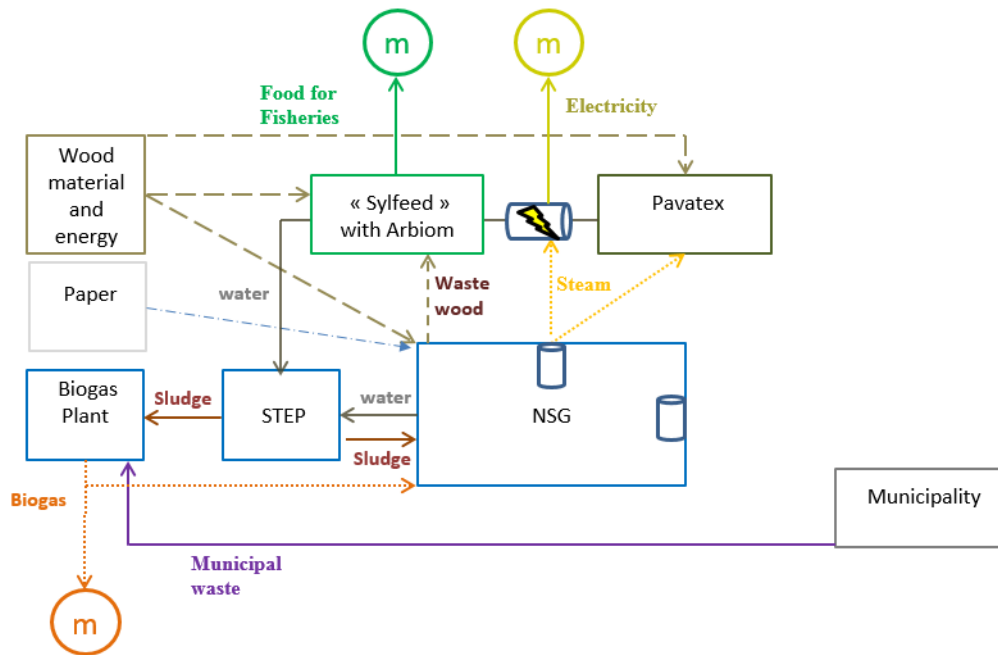 m
m
Food for
Fisheries
Electricity
Wood
material
and
energy
« Sylfeed »
with Arbiom
Pavatex
Paper
water
Waste
wood
Steam
Biogas
Plant
Sludge
STEP
water
Sludge
NSG
Biogas
Municipality
Municipal
waste
m